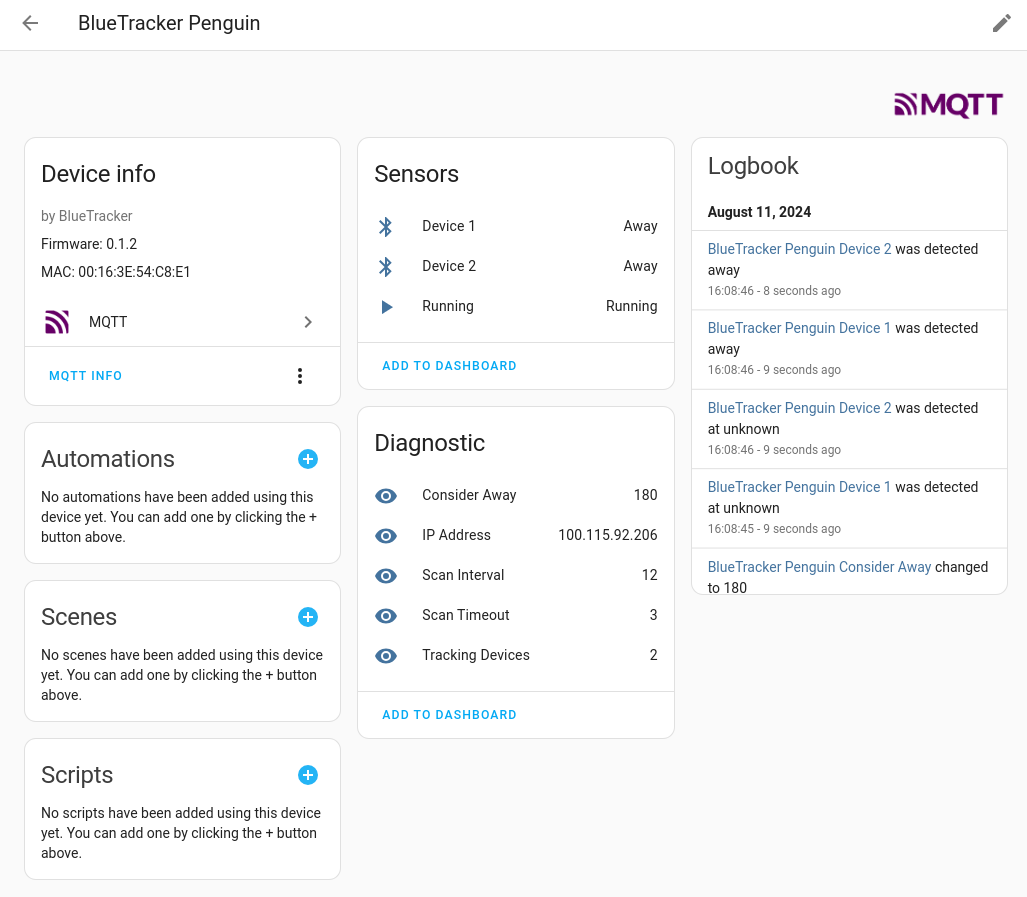 BlueTracker Penguin
MQTT
Device info
by BlueTracker
Firmware: 0.1.2
MAC: 00:16:3E:54:C8:E1
MQTT
MQTT INFO
Automations
No automations have been added using this
device yet. You can add one by clicking the +
button above.
Scenes
No scenes have been added using this device
yet. You can add one by clicking the + button
above.
Scripts
No scripts have been added using this device
yet. You can add one by clicking the + button
above.
Sensors
Device 1 Away
Device 2 Away
Running Running
ADD TO DASHBOARD
Diagnostic
Consider Away 180
IP Address 100.115.92.206
Scan Interval 12
Scan Timeout 3
Tracking Devices 2
ADD TO DASHBOARD
Logbook
August 11, 2024
BlueTracker Penguin Device 2 was detected
away
16:08:46 - 8 seconds ago
BlueTracker Penguin Device 1 was detected
away
16:08:46 - 9 seconds ago
BlueTracker Penguin Device 2 was detected
at unknown
16:08:46 - 9 seconds ago
BlueTracker Penguin Device 1 was detected
at unknown
16:08:45 - 9 seconds ago
BlueTracker Penguin Consider Away changed
to 180